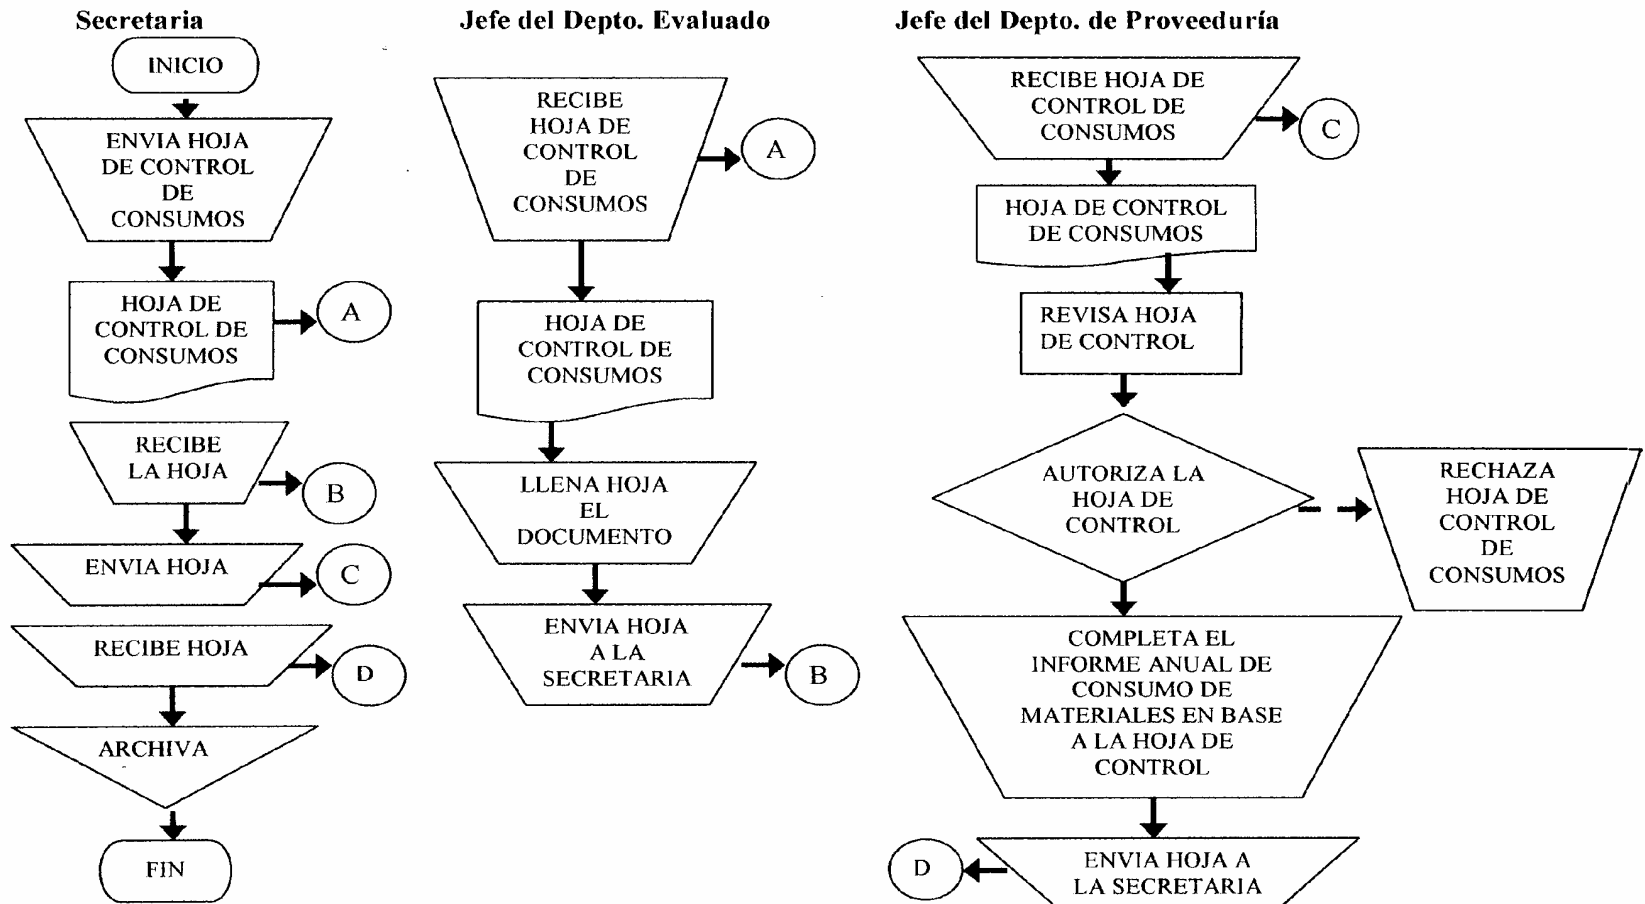 Secretaria
INICIO
ENVIA HOJA
DE CONTROL
DE
CONSUMOS
HOJA DE
CONTROL DE
CONSUMOS
A
RECIBE
LA HOJA
B
ENVIA HOJA
C
RECIBE HOJA
D
ARCHIVA
FIN
Jefe del Depto. Evaluado
RECIBE
HOJA DE
CONTROL
DE
CONSUMOS
A
HOJA DE
CONTROL DE
CONSUMOS
LLENA HOJA
EL
DOCUMENTO
ENVIA HOJA
A LA
SECRETARIA
B
Jefe del Depto. de Proveeduría
RECIBE HOJA DE
CONTROL DE
CONSUMOS
C
HOJA DE CONTROL
DE CONSUMOS
REVISA HOJA
DE CONTROL
AUTORIZA LA
HOJA DE
CONTROL
RECHAZA
HOJA DE
CONTROL
DE
CONSUMOS
COMPLETA EL
INFORME ANUAL DE
CONSUMO DE
MATERIALES EN BASE
A LA HOJA DE
CONTROL
D
ENVIA HOJA A
LA SECRETARIA